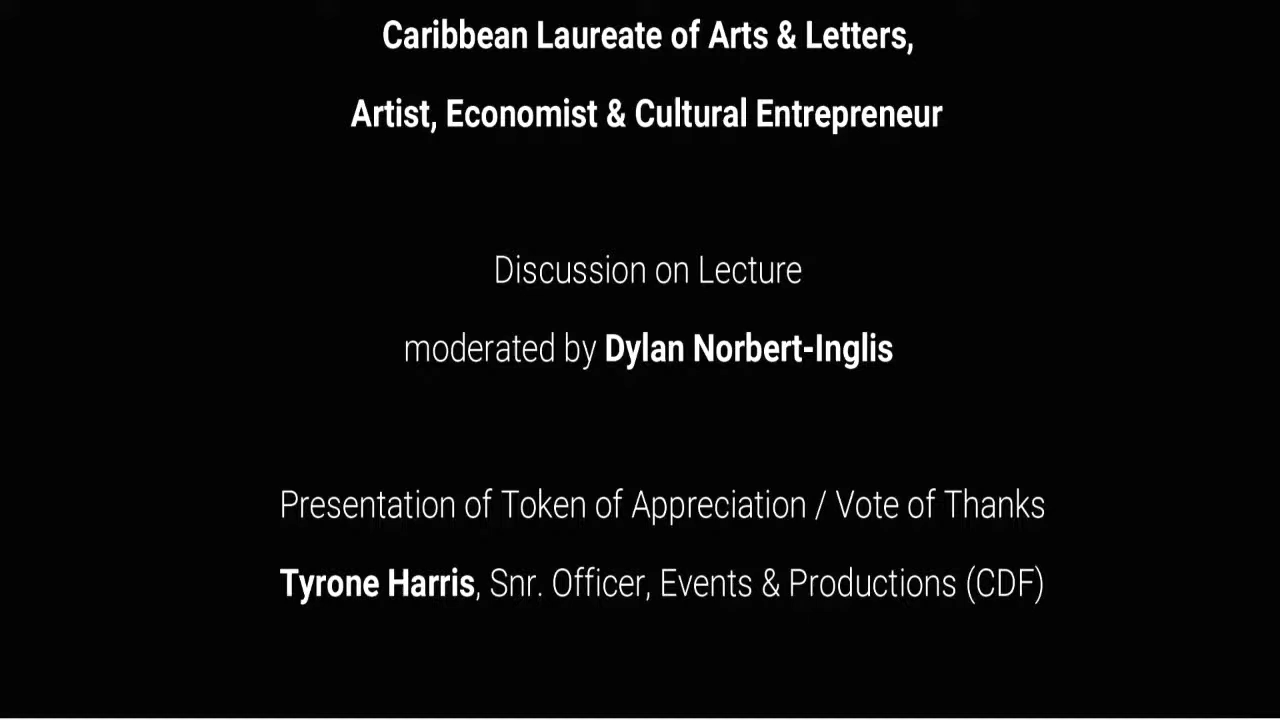 Caribbean Laureate of Arts & Letters,
Artist, Economist & Cultural Entrepreneur
Discussion on Lecture
moderated by Dylan Norbert-Inglis
Presentation of Token of Appreciation / Vote of Thanks
Tyrone Harris, Snr. Officer, Events & Productions (CDF)